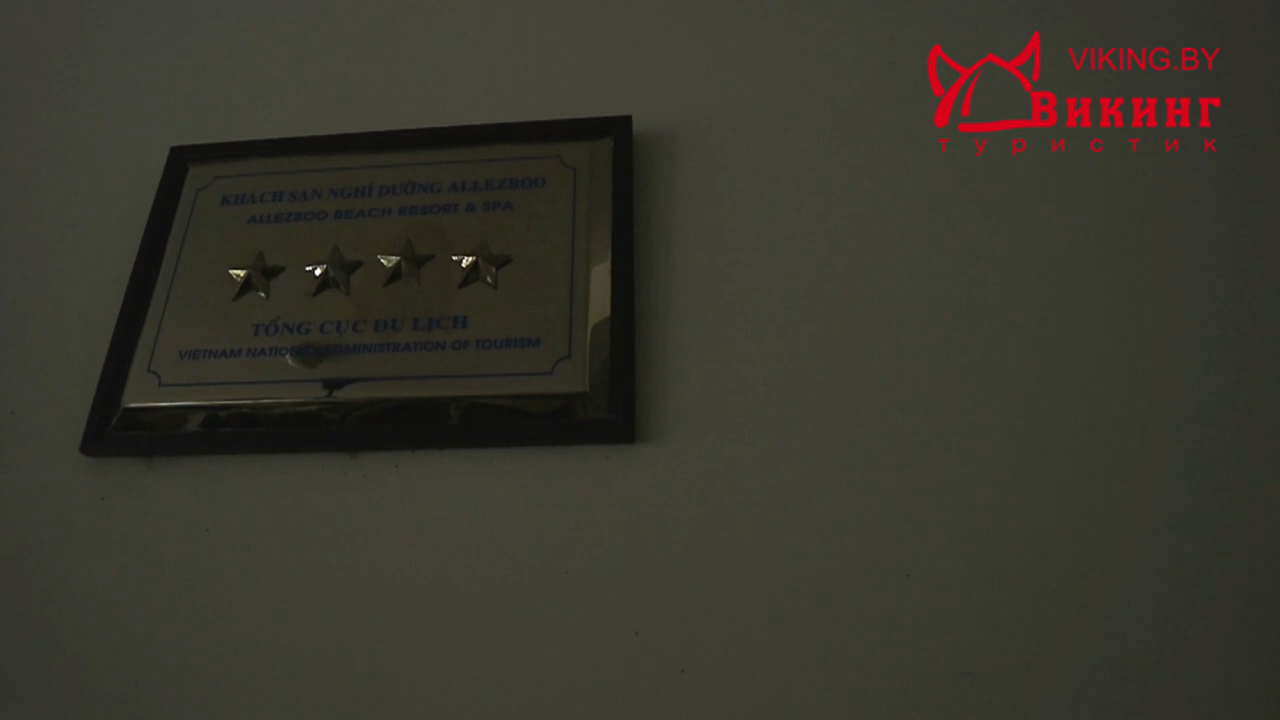 VIKING.BY
Викинг
туристик
KHÁCH SẠN NGHỈ DƯỠNG ALLEZBOO
ALLEZBOO BEACH RESORT & SPA
TỔNG CỤC DU LỊCH
VIETNAM NATIONAL ADMINISTRATION OF TOURISM